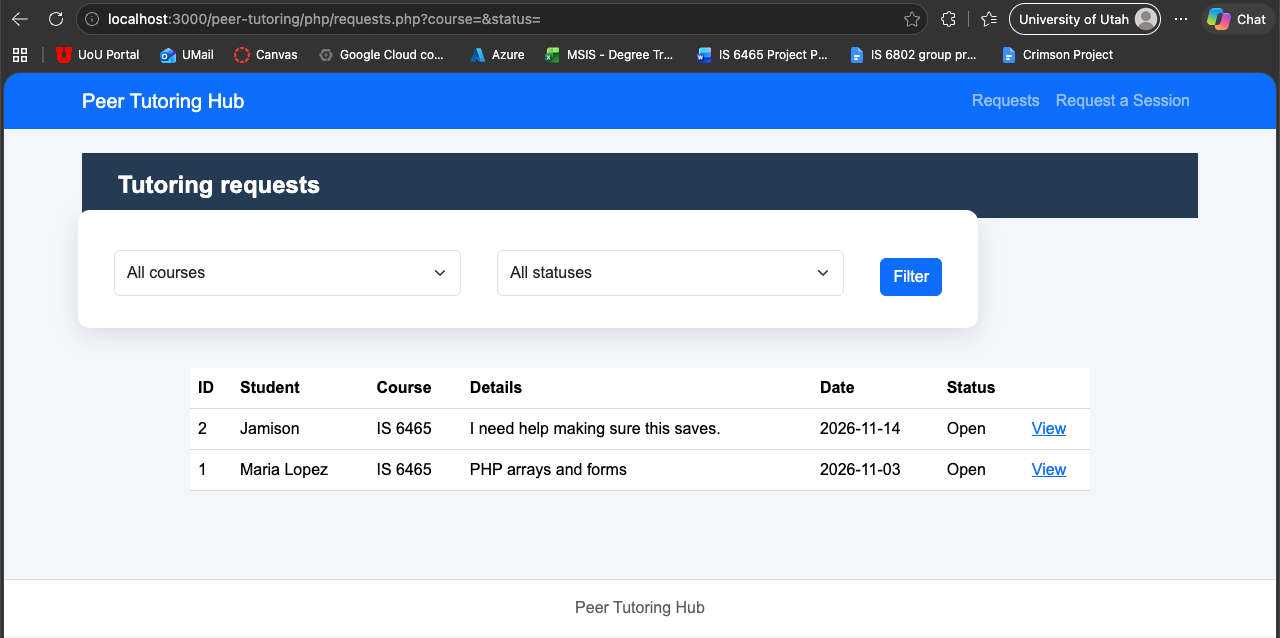 localhost:3000/peer-tutoring/php/requests.php?course=&status=
University of Utah
Chat
UoU Portal
UMail
Canvas
Google Cloud co...
Azure
MSIS - Degree Tr...
IS 6465 Project P...
IS 6802 group pr...
Crimson Project
Peer Tutoring Hub
Requests
Request a Session
Tutoring requests
All courses
All statuses
Filter
ID Student Course Details Date Status
2 Jamison IS 6465 I need help making sure this saves. 2026-11-14 Open View
1 Maria Lopez IS 6465 PHP arrays and forms 2026-11-03 Open View
Peer Tutoring Hub